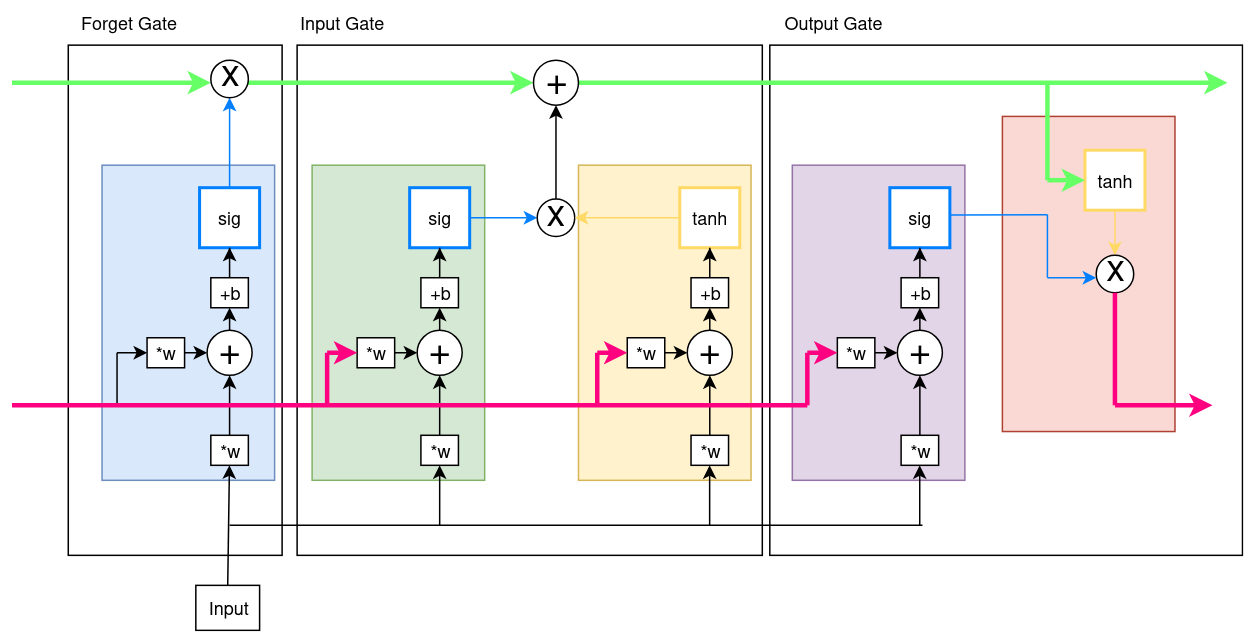 Forget Gate
Input Gate
Output Gate
X
+
tanh
sig
sig
X
tanh
sig
X
+b
+b
+b
+b
*w
+
*w
+
*w
+
*w
+
*w
*w
*w
*w
Input